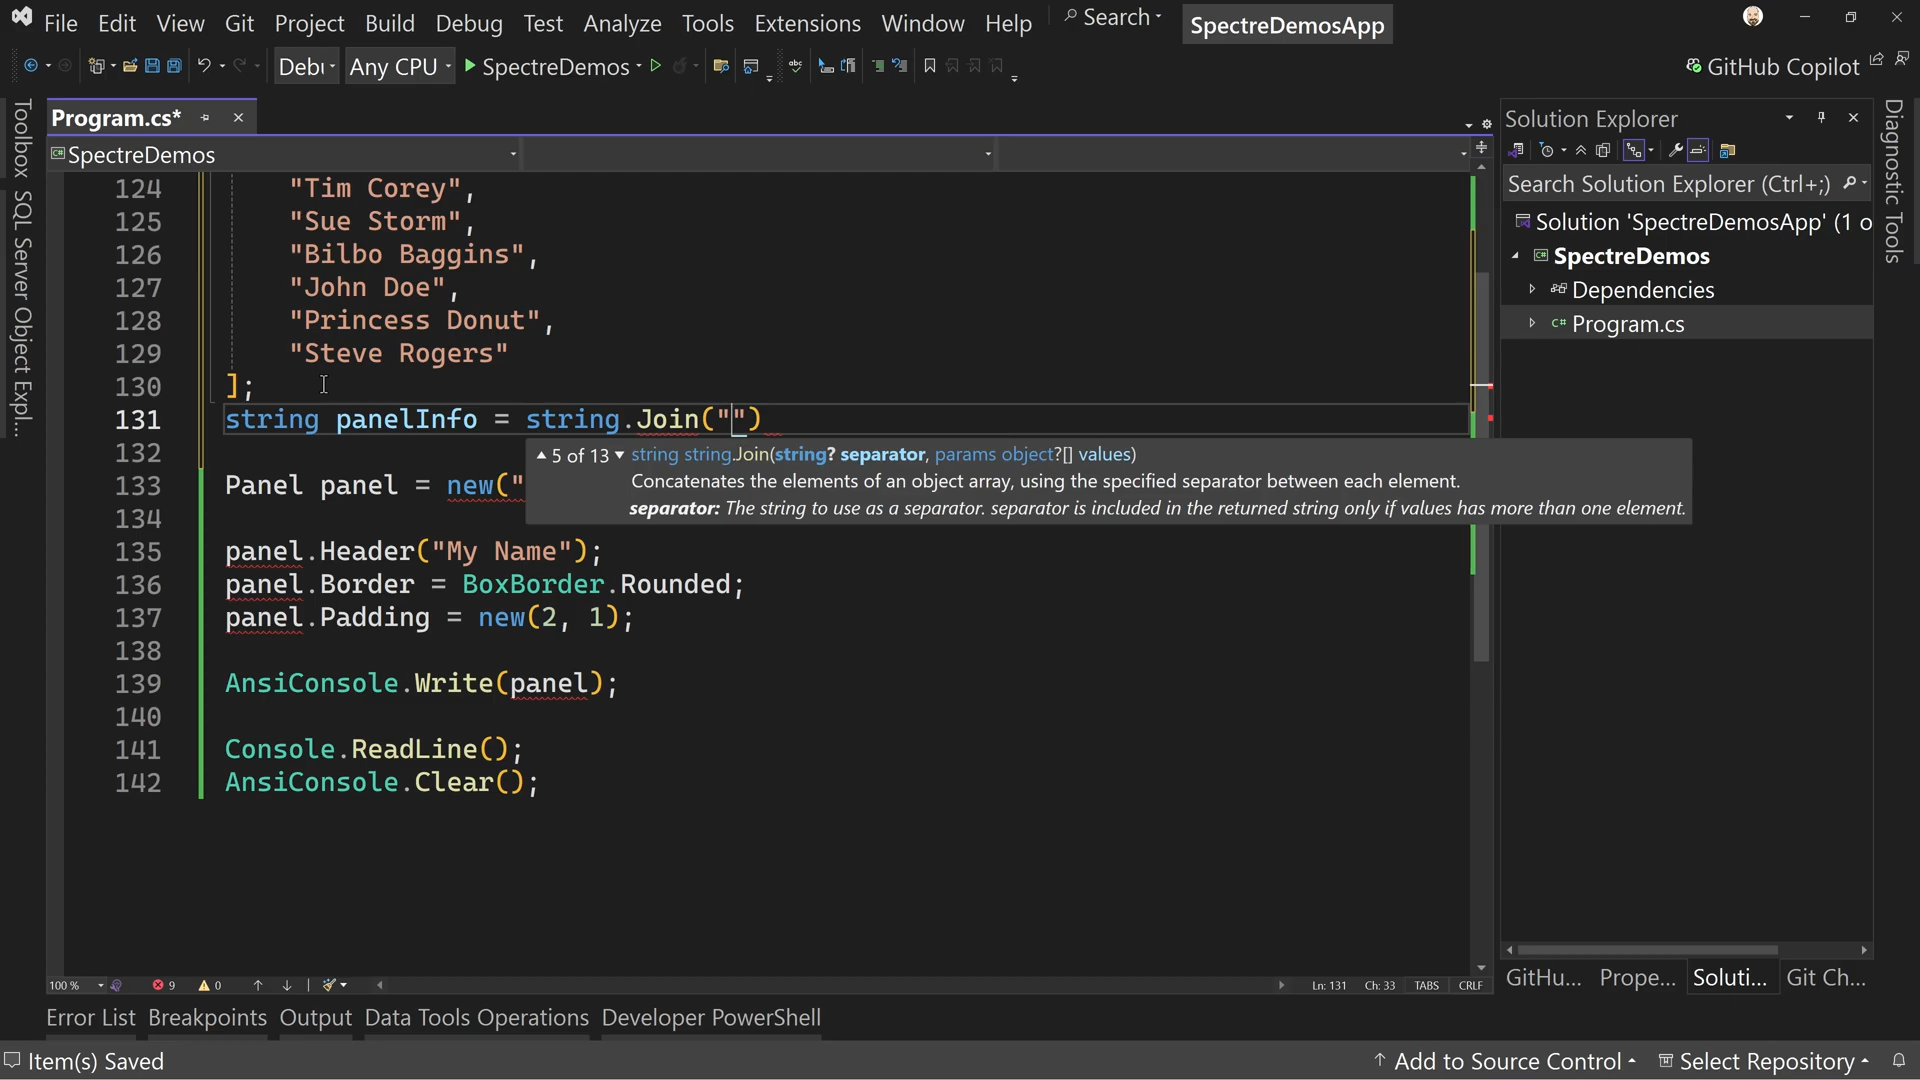 File Edit View Git Project Build Debug Test Analyze Tools Extensions Window Help Search SpectreDemosApp
Debu Any CPU SpectreDemos GitHub Copilot
Program.cs*
SpectreDemos
Toolbox
SQL Server Object Expl...
124 "Tim Corey",
125 "Sue Storm",
126 "Bilbo Baggins",
127 "John Doe",
128 "Princess Donut",
129 "Steve Rogers"
130 ];
131 string panelInfo = string.Join("")
132
5 of 13 string string.Join(string? separator, params object?[] values)
Concatenates the elements of an object array, using the specified separator between each element.
separator: The string to use as a separator. separator is included in the returned string only if values has more than one element.
133 Panel panel = new("
134
135 panel.Header("My Name");
136 panel.Border = BoxBorder.Rounded;
137 panel.Padding = new(2, 1);
138
139 AnsiConsole.Write(panel);
140
141 Console.ReadLine();
142 AnsiConsole.Clear();
100 % 9 0 Ln: 131 Ch: 33 TABS CRLF
Solution Explorer
Search Solution Explorer (Ctrl+;)
Solution 'SpectreDemosApp' (1 o
SpectreDemos
Dependencies
C# Program.cs
GitHu... Prope... Soluti... Git Ch...
Diagnostic Tools
Error List Breakpoints Output Data Tools Operations Developer PowerShell
Item(s) Saved Add to Source Control Select Repository